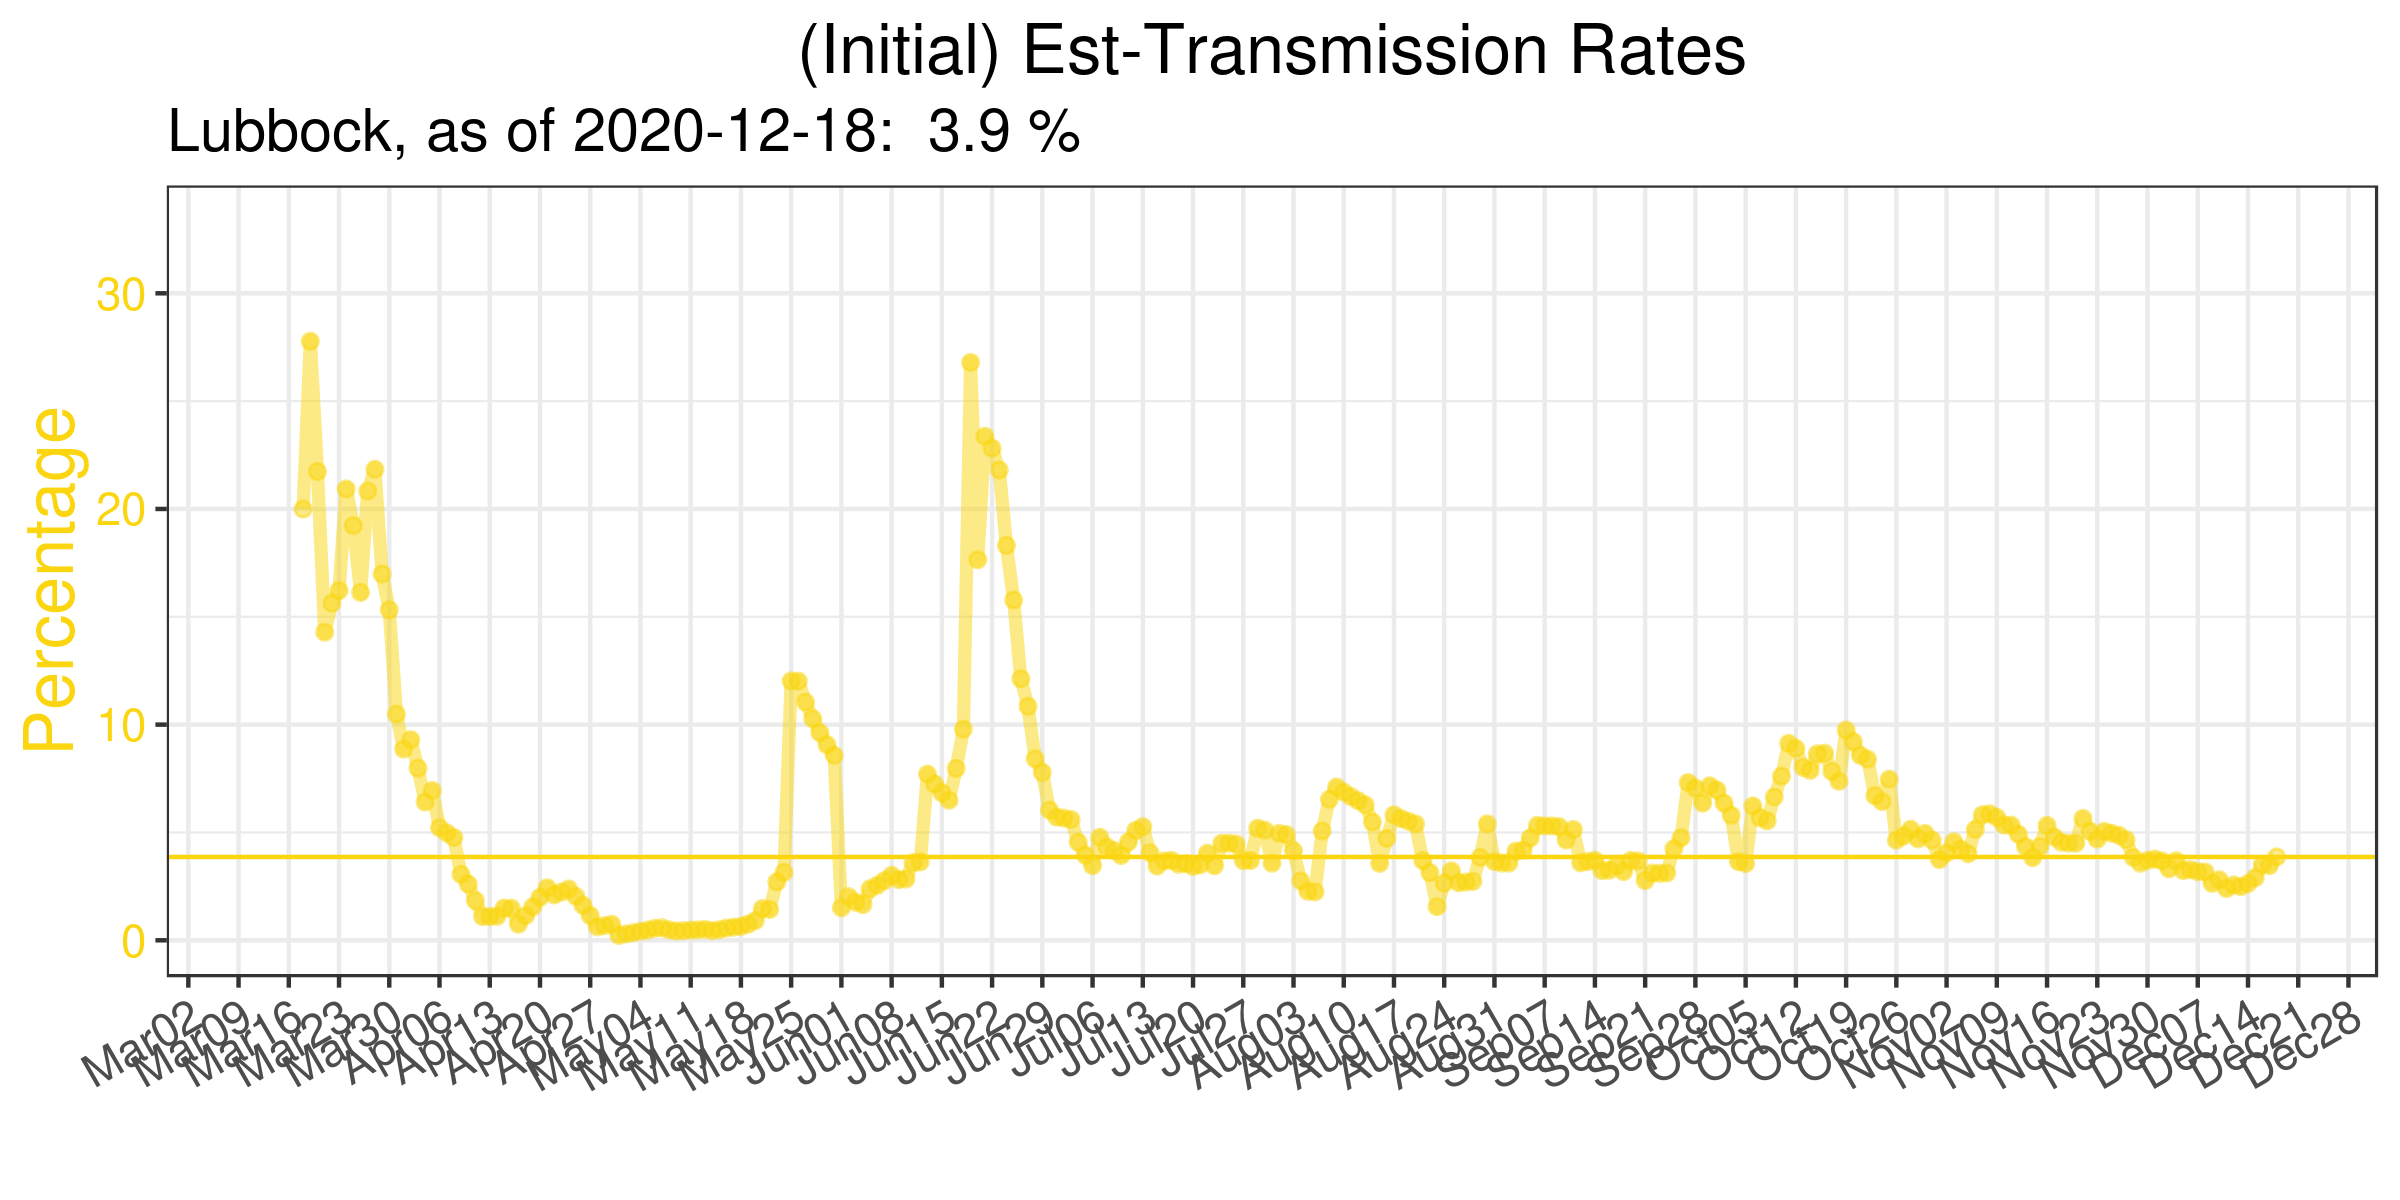 (Initial) Est-Transmission Rates
Lubbock, as of 2020-12-18:  3.9 %
Percentage
30
20
10
0
Mar02
Mar09
Mar16
Mar23
Mar30
Apr06
Apr13
Apr20
Apr27
May04
May11
May18
May25
Jun01
Jun08
Jun15
Jun22
Jun29
Jul06
Jul13
Jul20
Jul27
Aug03
Aug10
Aug17
Aug24
Aug31
Sep07
Sep14
Sep21
Sep28
Oct05
Oct12
Oct19
Oct26
Nov02
Nov09
Nov16
Nov23
Nov30
Dec07
Dec14
Dec21
Dec28